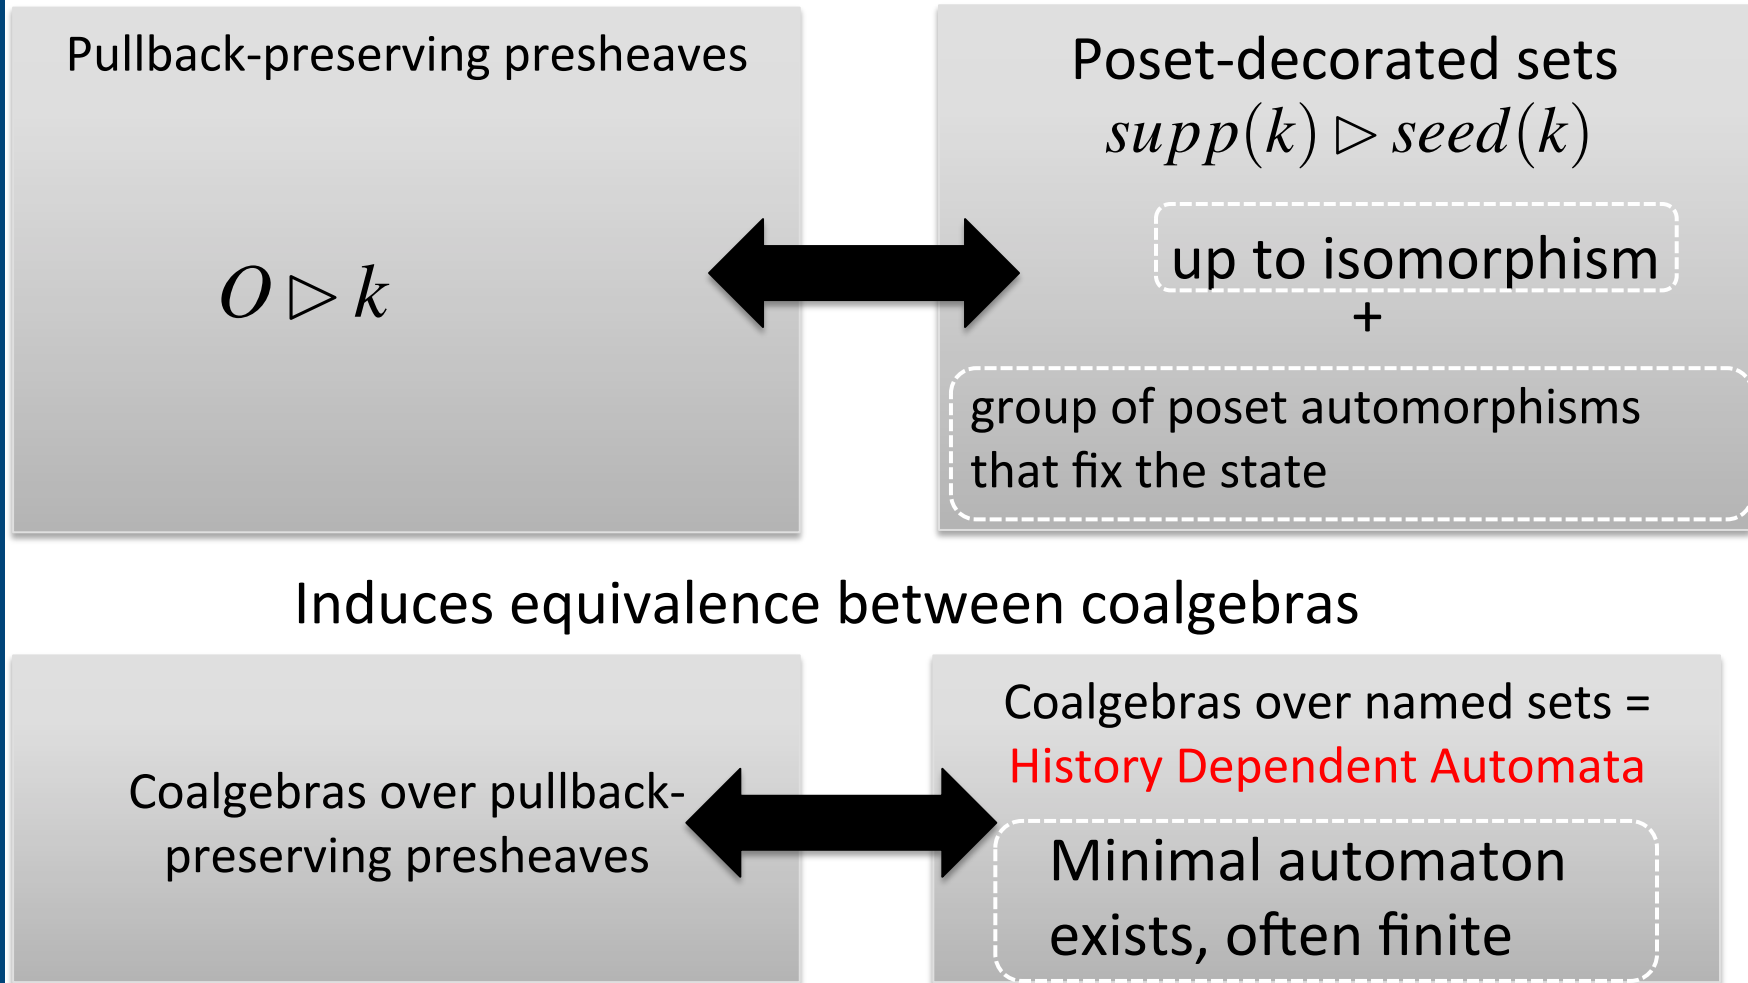 Pullback-preserving presheaves
O ▷ k
Poset-decorated sets
supp(k) ▷ seed(k)
up to isomorphism
+
group of poset automorphisms
that fix the state
Induces equivalence between coalgebras
Coalgebras over pullback-
preserving presheaves
Coalgebras over named sets =
History Dependent Automata
Minimal automaton
exists, often finite